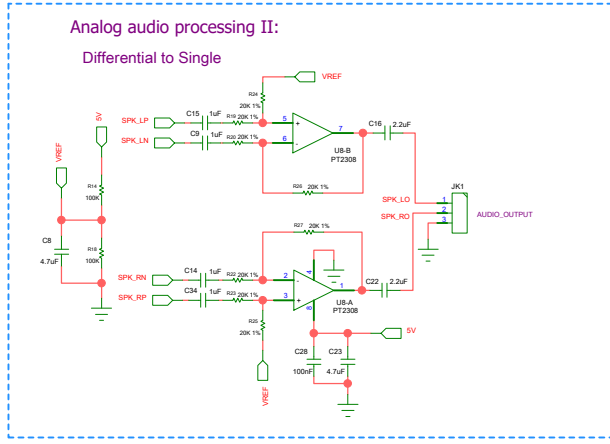 Analog audio processing II:
Differential to Single
VREF
R24
20K 1%
5V
SPK_LP
C15
1uF
R19 20K 1%
5
+
7
C16
2.2uF
SPK_LN
C9
1uF
R20 20K 1%
6
-
U8-B
PT2308
VREF
R14
100K
R26
20K 1%
JK1
SPK_LO
1
SPK_RO
2
AUDIO_OUTPUT
3
R27
20K 1%
C8
4.7uF
R18
100K
SPK_RN
C14
1uF
R22 20K 1%
2
-
4
1
C22
2.2uF
SPK_RP
C34
1uF
R23 20K 1%
3
+
8
U8-A
PT2308
R25
20K 1%
5V
C28
100nF
C23
4.7uF
VREF